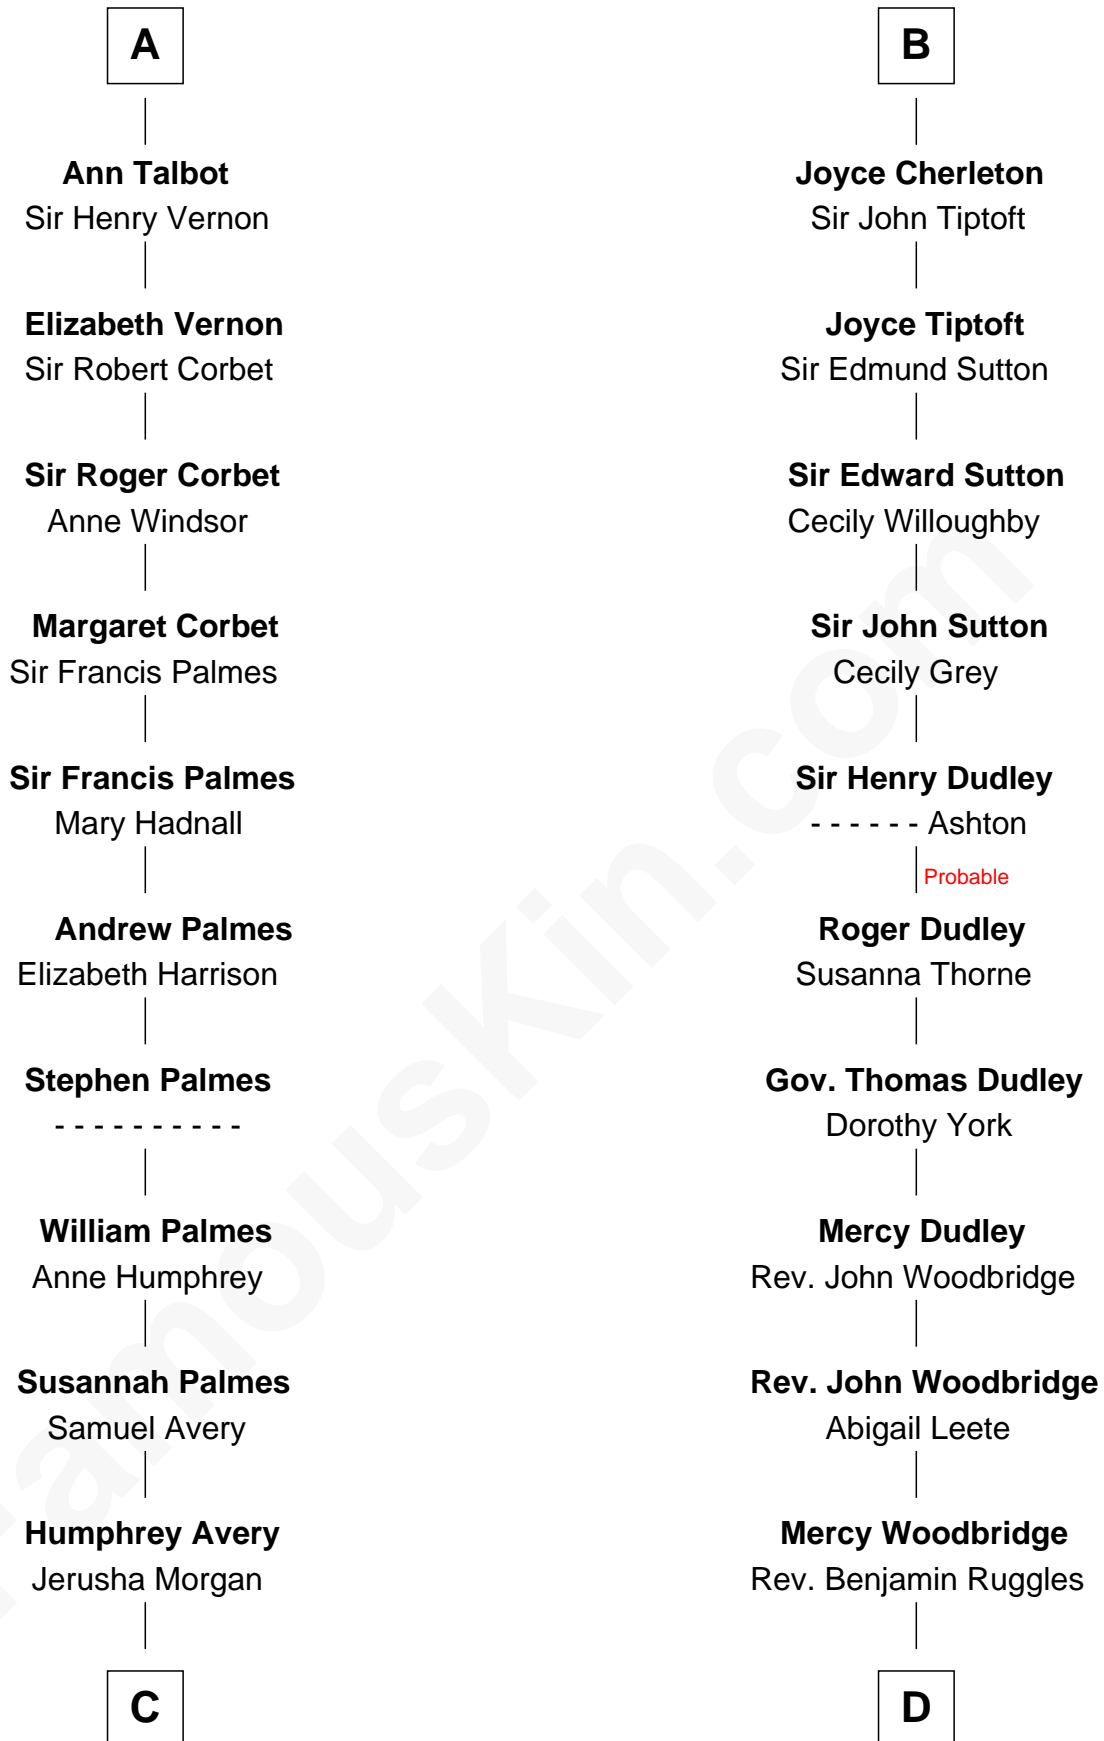 A
Ann Talbot
Sir Henry Vernon
Elizabeth Vernon
Sir Robert Corbet
Sir Roger Corbet
Anne Windsor
Margaret Corbet
Sir Francis Palmes
Sir Francis Palmes
Mary Hadnall
Andrew Palmes
Elizabeth Harrison
Stephen Palmes
- - - - - - - - - -
William Palmes
Anne Humphrey
Susannah Palmes
Samuel Avery
Humphrey Avery
Jerusha Morgan
C
B
Joyce Cherleton
Sir John Tiptoft
Joyce Tiptoft
Sir Edmund Sutton
Sir Edward Sutton
Cecily Willoughby
Sir John Sutton
Cecily Grey
Sir Henry Dudley
- - - - - - Ashton
Probable
Roger Dudley
Susanna Thorne
Gov. Thomas Dudley
Dorothy York
Mercy Dudley
Rev. John Woodbridge
Rev. John Woodbridge
Abigail Leete
Mercy Woodbridge
Rev. Benjamin Ruggles
D
FamousKin.com